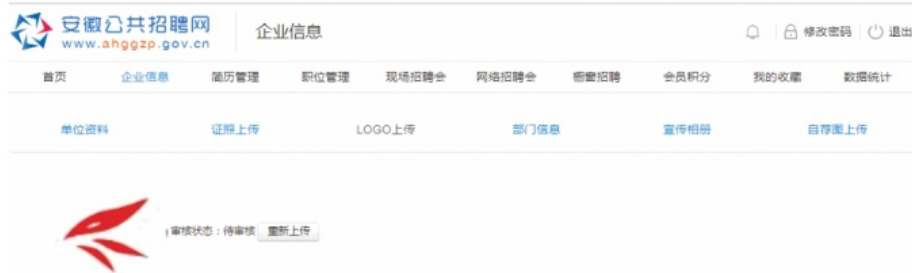 安徽公共招聘网
www.ahggzp.gov.cn
企业信息
修改密码
退出
首页 企业信息 简历管理 职位管理 现场招聘会 网络招聘会 橱窗招聘 会员积分 我的收藏 数据统计
单位资料 证照上传 LOGO上传 部门信息 宣传相册 自荐图上传
审核状态：待审核 重新上传